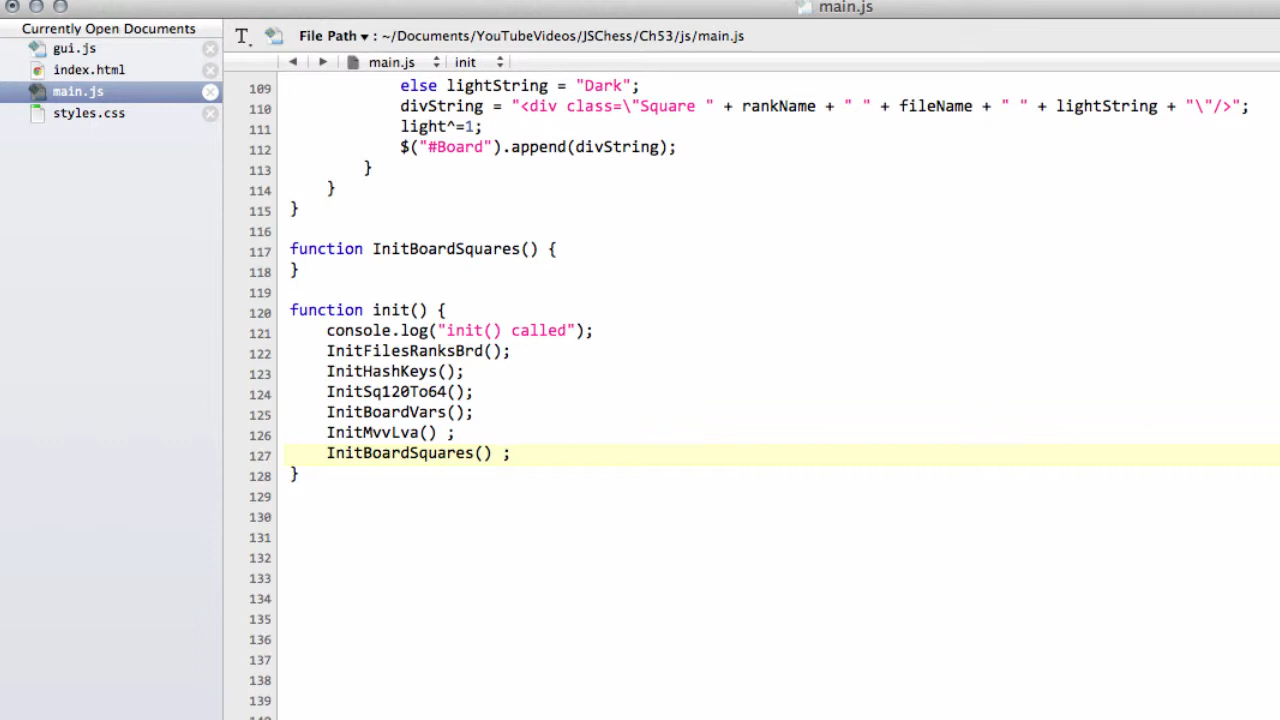 main.js
Currently Open Documents
gui.js
index.html
main.js
styles.css
T. File Path ▾ : ~/Documents/YouTubeVideos/JSChess/Ch53/js/main.js
main.js init
109 else lightString = "Dark";
110 divString = "<div class=\"Square " + rankName + " " + fileName + " " + lightString + "\"/>";
111 light^=1;
112 $("#Board").append(divString);
113 }
114 }
115 }
116
117 function InitBoardSquares() {
118 }
119
120 function init() {
121 console.log("init() called");
122 InitFilesRanksBrd();
123 InitHashKeys();
124 InitSq120To64();
125 InitBoardVars();
126 InitMvvLva() ;
127 InitBoardSquares() ;
128 }
129
130
131
132
133
134
135
136
137
138
139